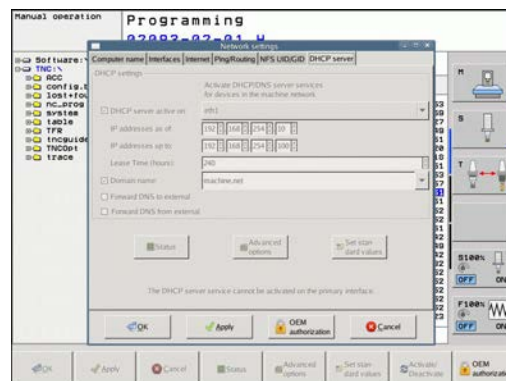 Manual operation
Programming
Network settings
Computer name Interfaces Internet Ping/Routing NFS UID/GID DHCP server
DHCP settings
Activate DHCP/DNS server services
for devices in the machine network.
DHCP server active on: eth1
IP addresses as of: 192 168 254 10
IP addresses up to: 192 168 254 100
Lease Time (hours): 240
Domain name: machine.net
Forward DNS to external
Forward DNS from external
Status
Advanced options
Set stan dard values
The DHCP server service cannot be activated on the primary interface.
OK
Apply
OEM authorization
Cancel
Software:
TNC:\
ACC
config.
lost+fou
nc_prog
system
table
TFR
tncguide
TNCOpt
trace
M
S
T
S100%
OFF ON
F100%
OFF ON
OK
Apply
Cancel
Status
Advanced options
Set stan dard values
Activate/ Deactivate
OEM authorizatio